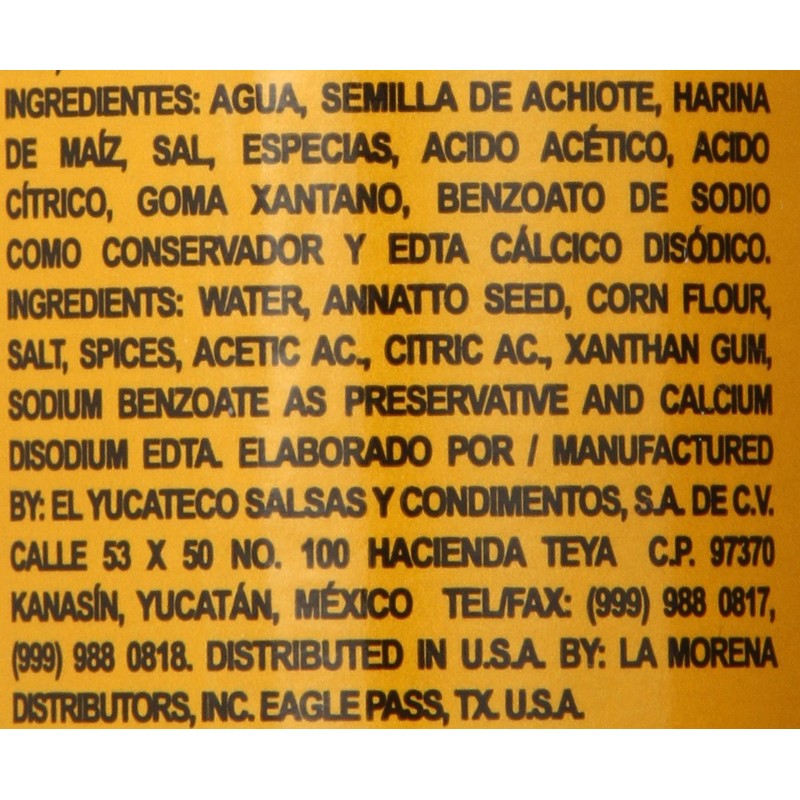 INGREDIENTES: AGUA, SEMILLA DE ACHIOTE, HARINA
DE MAÍZ, SAL, ESPECIAS, ACIDO ACÉTICO, ACIDO
CÍTRICO, GOMA XANTANO, BENZOATO DE SODIO
COMO CONSERVADOR Y EDTA CÁLCICO DISÓDICO.
INGREDIENTS: WATER, ANNATTO SEED, CORN FLOUR,
SALT, SPICES, ACETIC AC., CITRIC AC., XANTHAN GUM,
SODIUM BENZOATE AS PRESERVATIVE AND CALCIUM
DISODIUM EDTA. ELABORADO POR / MANUFACTURED
BY: EL YUCATECO SALSAS Y CONDIMENTOS, S.A. DE C.V.
CALLE 53 X 50 NO. 100 HACIENDA TEYA C.P. 97370
KANASÍN, YUCATÁN, MÉXICO TEL/FAX: (999) 988 0817,
(999) 988 0818. DISTRIBUTED IN U.S.A. BY: LA MORENA
DISTRIBUTORS, INC. EAGLE PASS, TX. U.S.A.